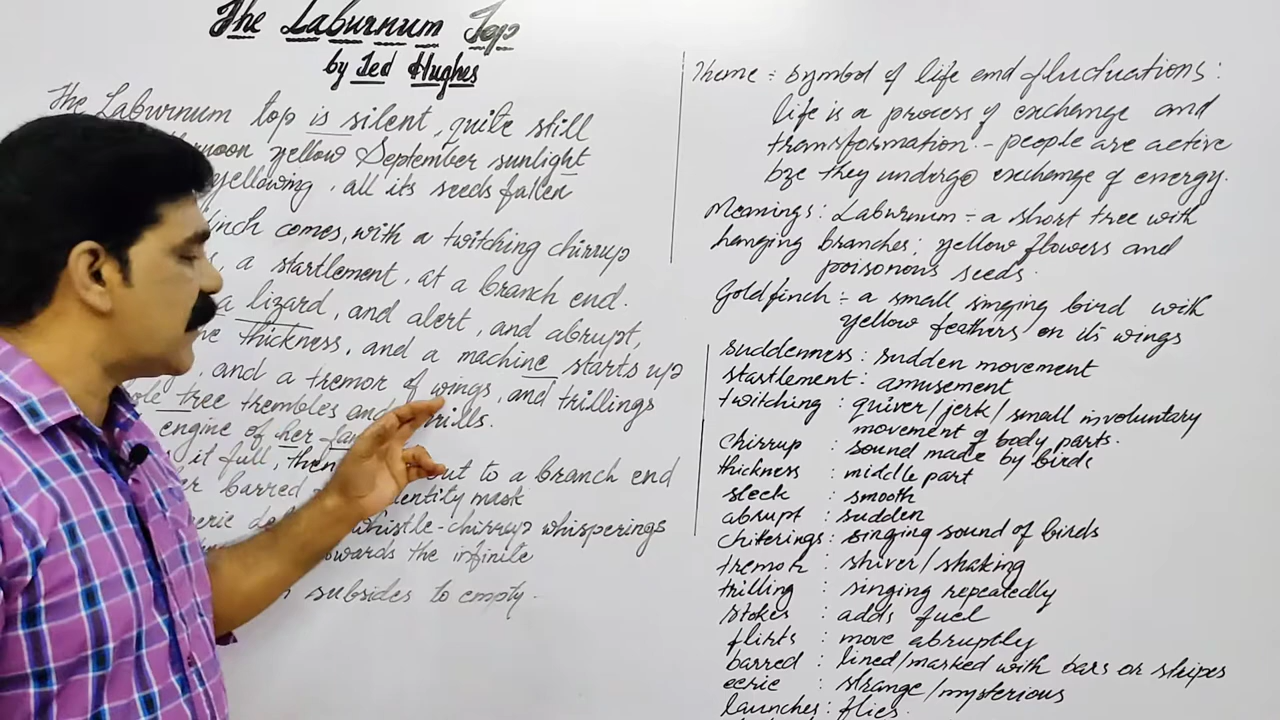 The Laburnum Top
by Ted Hughes
The Laburnum top is silent, quite still
yellow September sunlight
yellowing, all its seeds fallen
comes, with a twitching chirrup
a startlement, at a branch end.
a lizard, and alert, and abrupt,
thickness, and a machine starts up
and a tremor of wings, and trillings
tree trembles and
engine of her
it full, then out to a branch end
barred
whistle-chirrup whisperings
towards the infinite
subsides to empty.
Theme = symbol of life and fluctuations:
life is a process of exchange and
transformation. - people are active
bze they undergo exchange of energy.
Meanings: Laburnum = a short tree with
hanging branches; yellow flowers and
poisonous seeds.
Goldfinch = a small singing bird with
yellow feathers on its wings
suddenness: sudden movement
startlement: amusement
twitching : quiver/jerk/small involuntary
movement of body parts.
chirrup : sound made by birds
thickness : middle part
sleek : smooth
abrupt : sudden
chiterings: singing sound of birds
tremor : shiver/shaking
trilling : singing repeatedly
stokes : adds fuel
flirts : move abruptly
barred : lined/marked with bars or stripes
eerie : strange/mysterious
launches: flies.